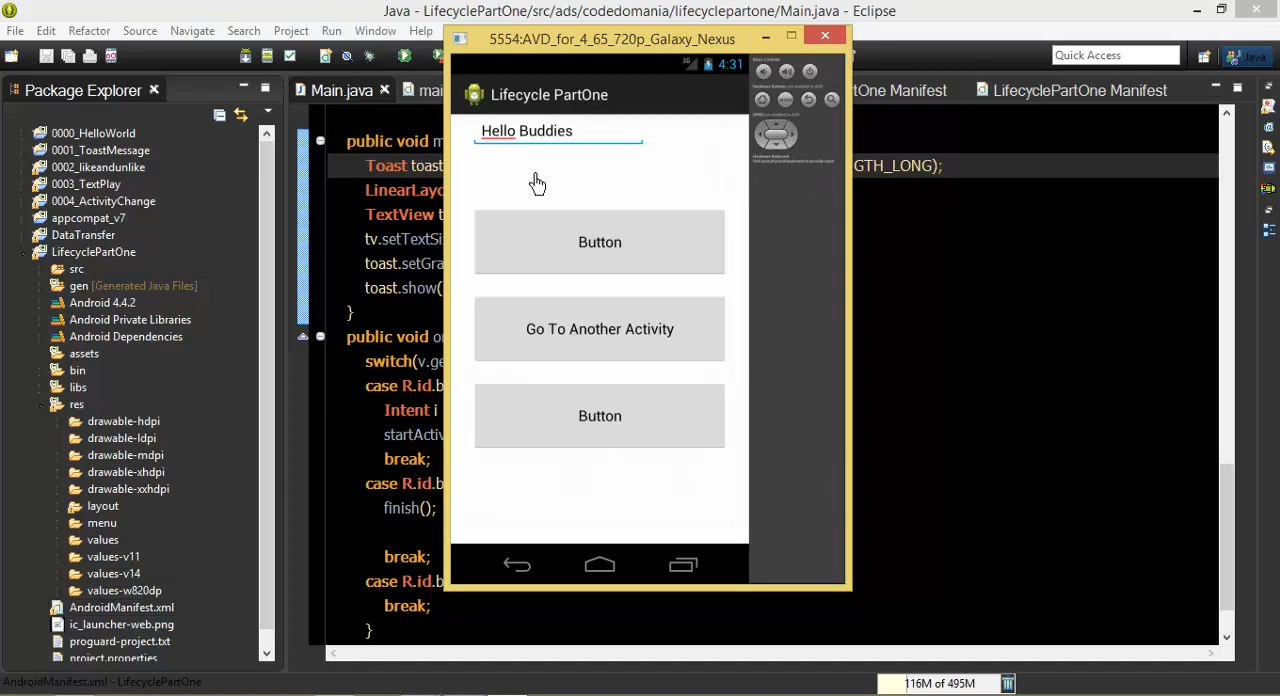 Java - LifecyclePartOne/src/ads/codedomania/lifecyclepartone/Main.java - Eclipse
File Edit Refactor Source Navigate Search Project Run Window Help
Quick Access
Java
Package Explorer
0000_HelloWorld
0001_ToastMessage
0002_likeandunlike
0003_TextPlay
0004_ActivityChange
appcompat_v7
DataTransfer
LifecyclePartOne
src
gen [Generated Java Files]
Android 4.4.2
Android Private Libraries
Android Dependencies
assets
bin
libs
res
drawable-hdpi
drawable-ldpi
drawable-mdpi
drawable-xhdpi
drawable-xxhdpi
layout
menu
values
values-v11
values-v14
values-w820dp
AndroidManifest.xml
ic_launcher-web.png
proguard-project.txt
project.properties
Main.java
mai
One Manifest
LifecyclePartOne Manifest
public void m
Toast toast
GTH_LONG);
LinearLayo
TextView t
tv.setTextSi
toast.setGra
toast.show(
}
public void o
switch(v.ge
case R.id.b
Intent i
startActiv
break;
case R.id.b
finish();
break;
case R.id.b
break;
}
5554:AVD_for_4_65_720p_Galaxy_Nexus
3G
4:31
Lifecycle PartOne
Hello Buddies
Button
Go To Another Activity
Button
Basic Controls
MENU
AndroidManifest.xml - LifecyclePartOne
116M of 495M